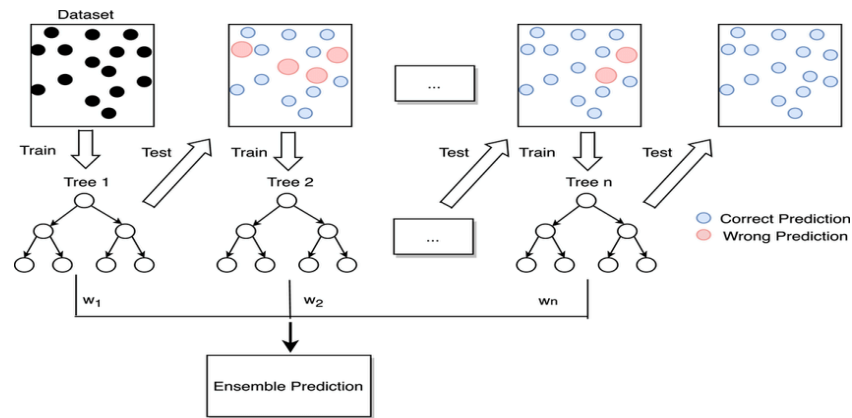 Dataset
...
Train
Test
Train
Test
Train
Test
Tree 1
Tree 2
Tree n
...
Correct Prediction
Wrong Prediction
w1
w2
wn
Ensemble Prediction